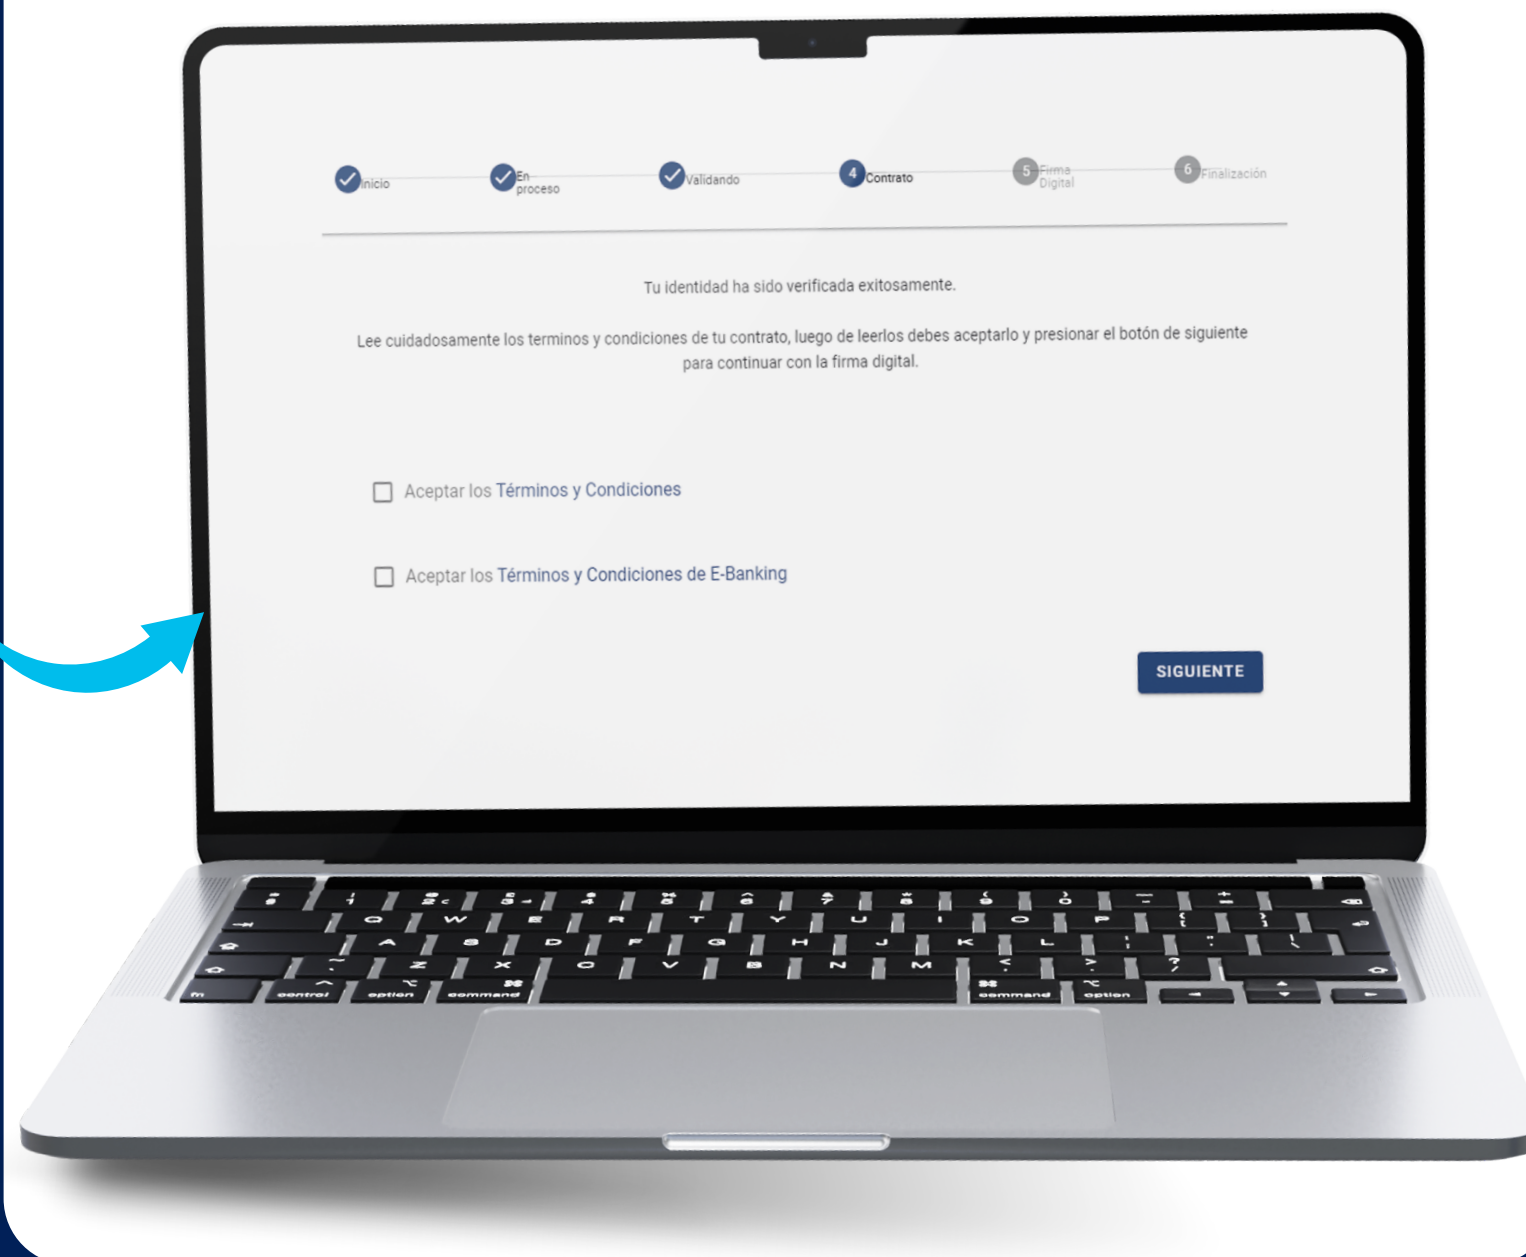 Inicio
En
proceso
Validando
4
Contrato
5
Firma
Digital
6
Finalización
Tu identidad ha sido verificada exitosamente.
Lee cuidadosamente los terminos y condiciones de tu contrato, luego de leerlos debes aceptarlo y presionar el botón de siguiente
para continuar con la firma digital.
Aceptar los Términos y Condiciones
Aceptar los Términos y Condiciones de E-Banking
SIGUIENTE
Q W E R T Y U I O P
A S D F G H J K L
Z X C V B N M
fn control option command command option